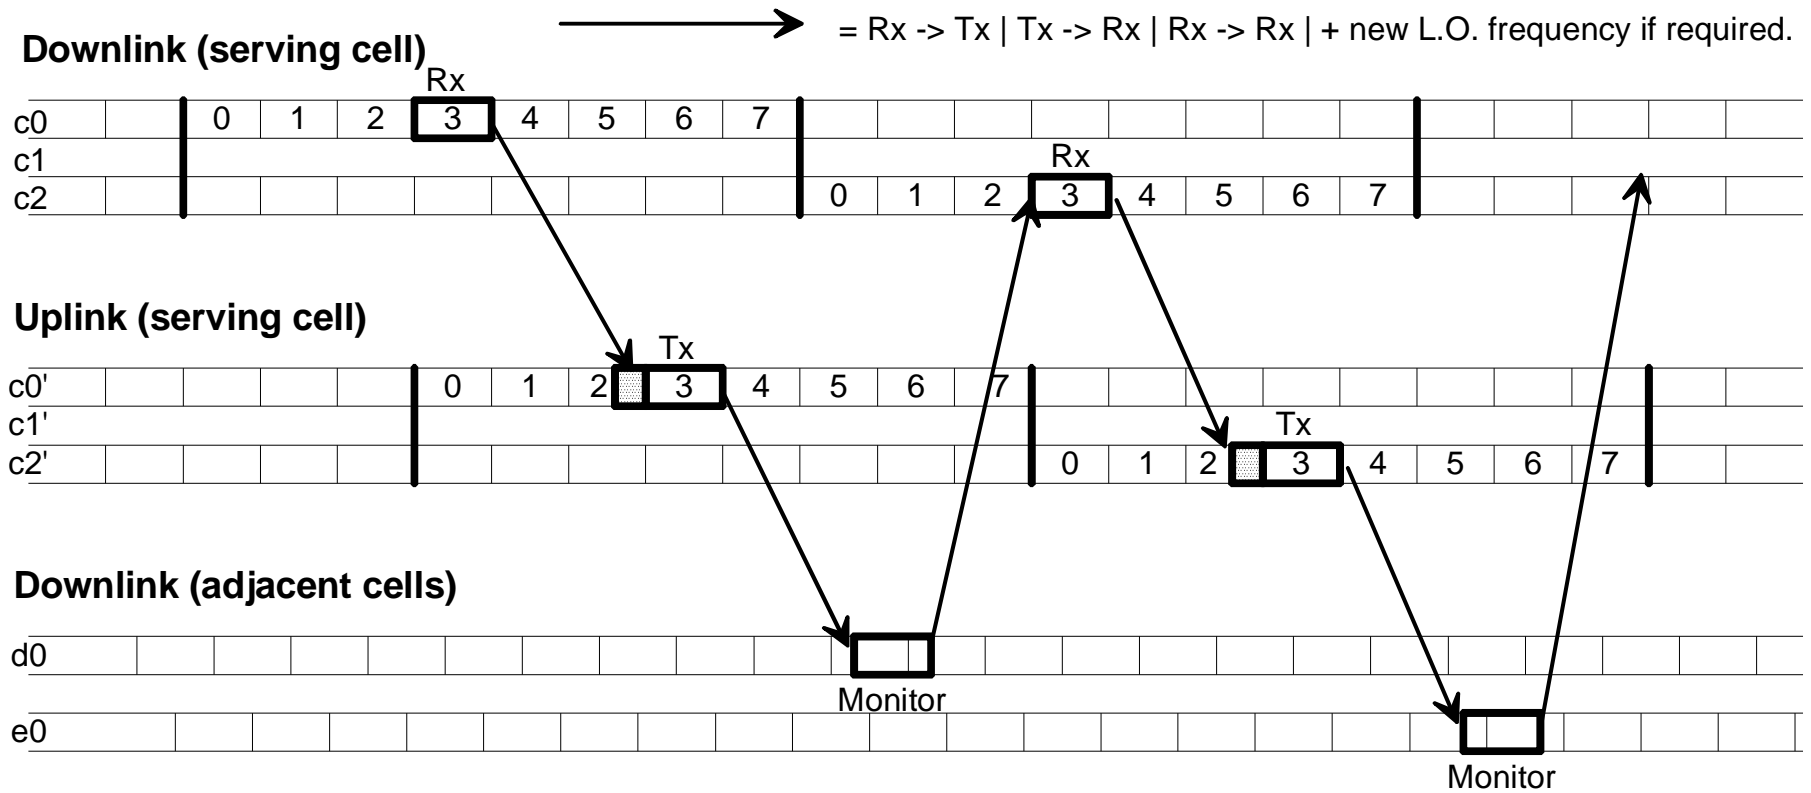 = Rx -> Tx | Tx -> Rx | Rx -> Rx | + new L.O. frequency if required.
Downlink (serving cell)
Rx
c0 0 1 2 3 4 5 6 7
c1 Rx
c2 0 1 2 3 4 5 6 7
Uplink (serving cell)
Tx
c0' 0 1 2 3 4 5 6 7
c1' Tx
c2' 0 1 2 3 4 5 6 7
Downlink (adjacent cells)
d0
Monitor
e0
Monitor